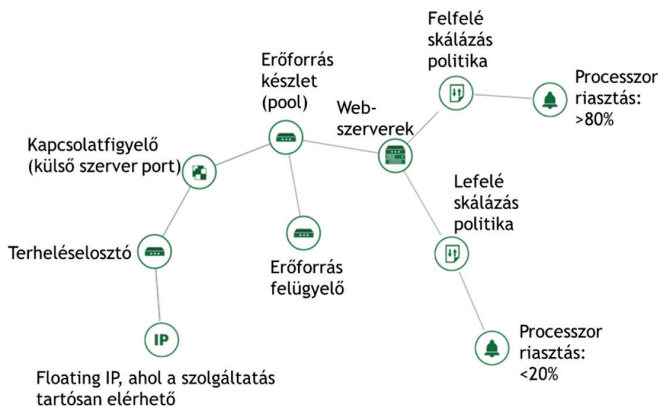 Felfelé
skálázás
politika
Processzor
riasztás:
>80%
Erőforrás
készlet
(pool)
Web-
szerverek
Kapcsolatfigyelő
(külső szerver port)
Lefelé
skálázás
politika
Terheléselosztó
Erőforrás
felügyelő
IP
Processzor
riasztás:
<20%
Floating IP, ahol a szolgáltatás
tartósan elérhető